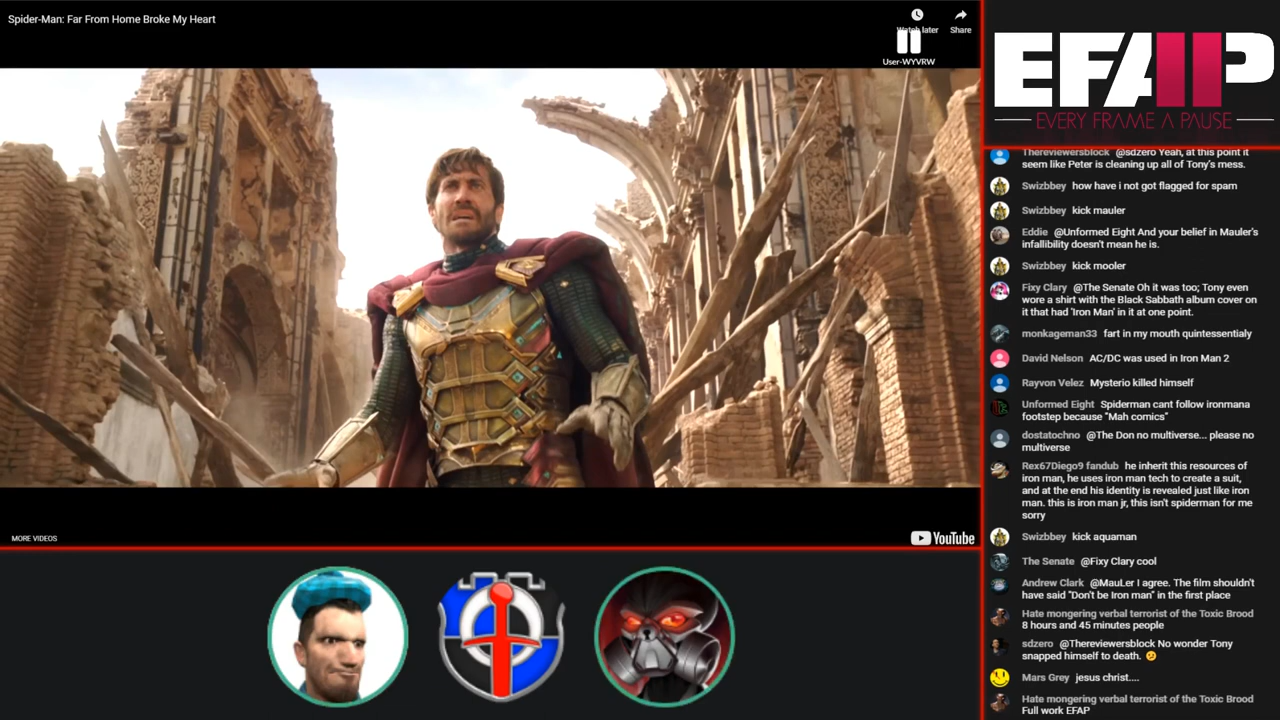 Spider-Man: Far From Home Broke My Heart
Watch later
Share
User-WYVRW
MORE VIDEOS
YouTube
EFAP
EVERY FRAME A PAUSE
Thereviewersblock @sdzero Yeah, at this point it
seem like Peter is cleaning up all of Tony's mess.
Swizbbey how have i not got flagged for spam
Swizbbey kick mauler
Eddie @Unformed Eight And your belief in Mauler's
infallibility doesn't mean he is.
Swizbbey kick mooler
Fixy Clary @The Senate Oh it was too; Tony even
wore a shirt with the Black Sabbath album cover on
it that had 'Iron Man' in it at one point.
monkageman33 fart in my mouth quintessentialy
David Nelson AC/DC was used in Iron Man 2
Rayvon Velez Mysterio killed himself
Unformed Eight Spiderman cant follow ironmana
footstep because "Mah comics"
dostatochno @The Don no multiverse... please no
multiverse
Rex67Diego9 fandub he inherit this resources of
iron man, he uses iron man tech to create a suit,
and at the end his identity is revealed just like iron
man. this is iron man jr, this isn't spiderman for me
sorry
Swizbbey kick aquaman
The Senate @Fixy Clary cool
Andrew Clark @MauLer I agree. The film shouldn't
have said "Don't be Iron man" in the first place
Hate mongering verbal terrorist of the Toxic Brood
8 hours and 45 minutes people
sdzero @Thereviewersblock No wonder Tony
snapped himself to death. 😕
Mars Grey jesus christ....
Hate mongering verbal terrorist of the Toxic Brood
Full work EFAP